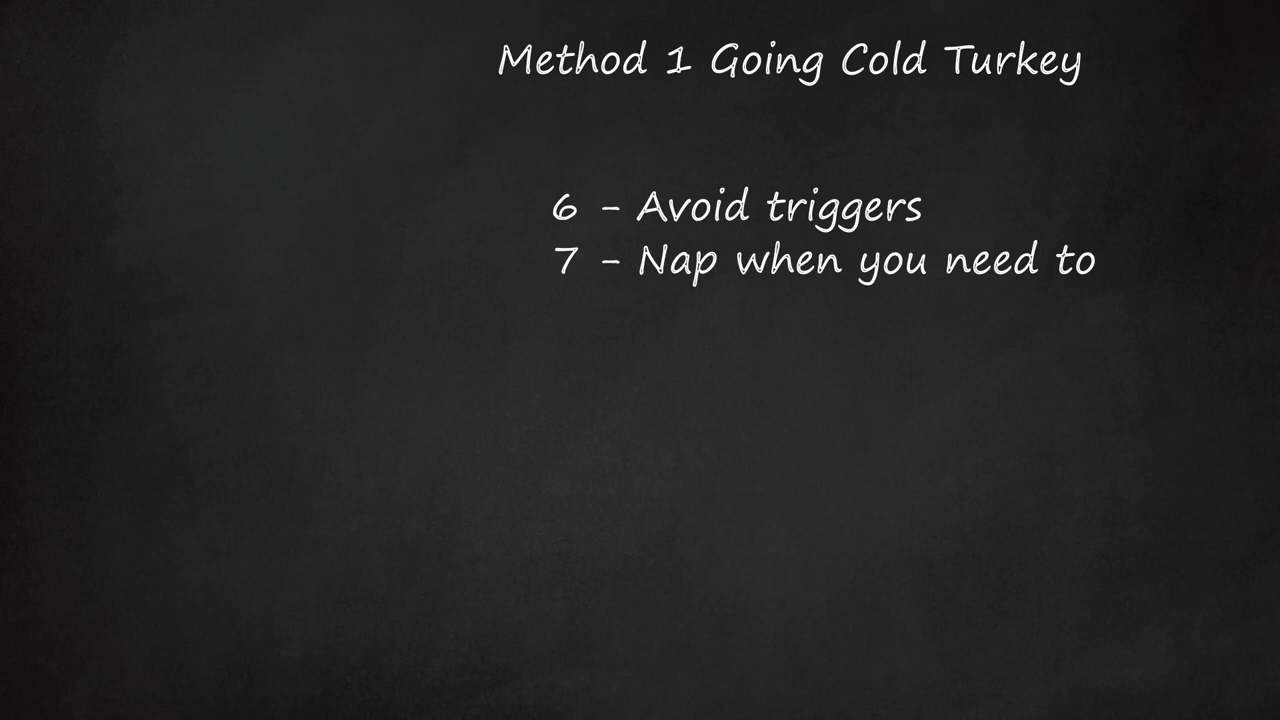 Method 1 Going Cold Turkey
6 - Avoid triggers
7 - Nap when you need to